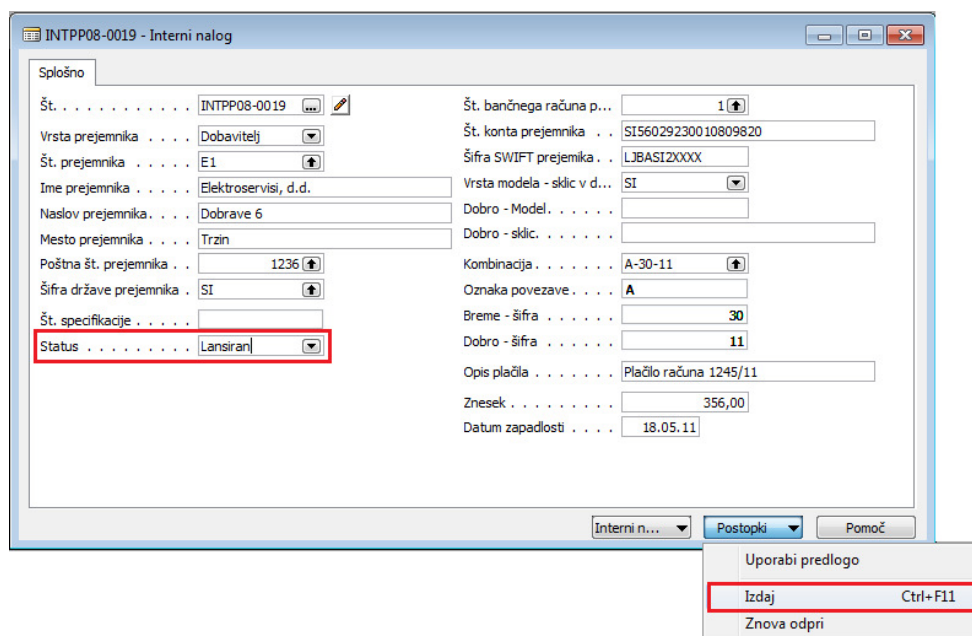 INTPP08-0019 - Interni nalog
Splošno
Št. . . . . . . . . . . . . INTPP08-0019 ...
Vrsta prejemnika . . . . Dobavitelj
Št. prejemnika . . . . . E1
Ime prejemnika . . . . . Elektroservisi, d.d.
Naslov prejemnika. . . . Dobrave 6
Mesto prejemnika . . . . Trzin
Poštna št. prejemnika . . 1236
Šifra države prejemnika . SI
Št. specifikacije . . . . .
Status . . . . . . . . . Lansiran
Št. bančnega računa p... 1
Št. konta prejemnika . . SI56029230010809820
Šifra SWIFT prejemika . . LJBASI2XXXX
Vrsta modela - sklic v d... SI
Dobro - Model. . . . . .
Dobro - sklic. . . . . . .
Kombinacija. . . . . . . A-30-11
Oznaka povezave. . . . A
Breme - šifra . . . . . . 30
Dobro - šifra . . . . . . 11
Opis plačila . . . . . . . Plačilo računa 1245/11
Znesek . . . . . . . . . 356,00
Datum zapadlosti . . . . 18.05.11
Interni n... Postopki Pomoč
Uporabi predlogo
Izdaj Ctrl+F11
Znova odpri